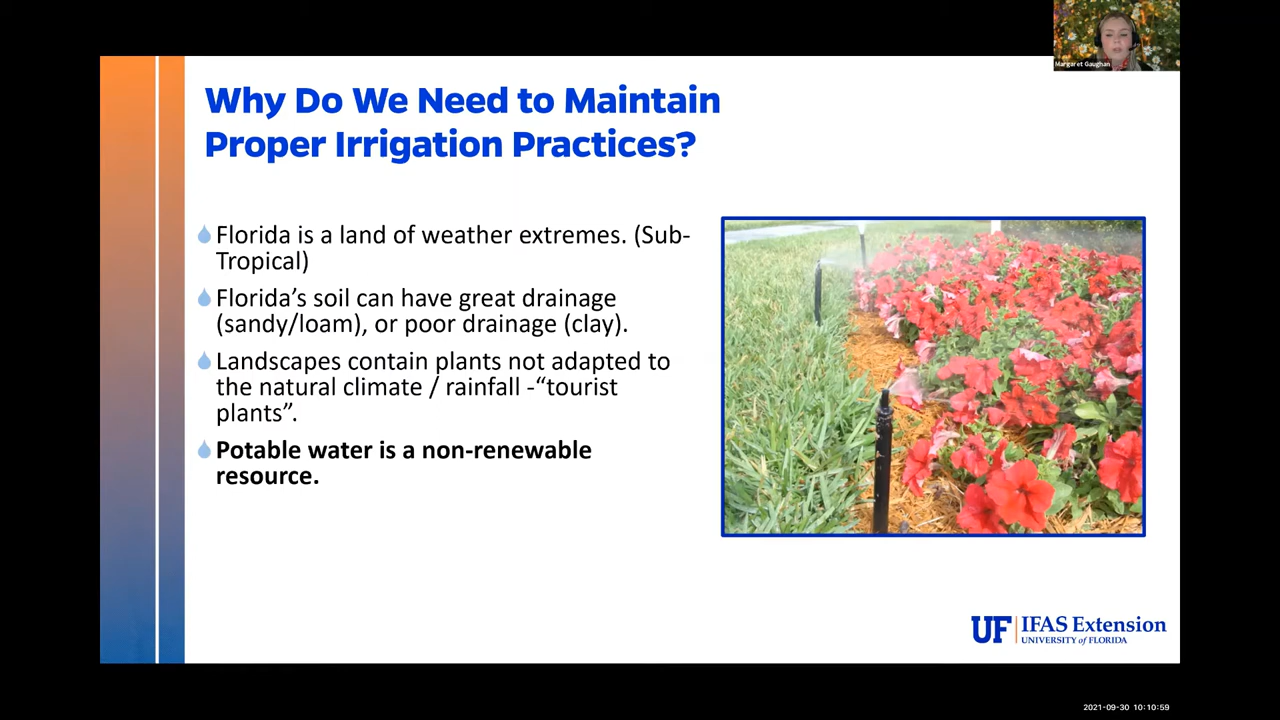 Margaret Gaughan
Why Do We Need to Maintain
Proper Irrigation Practices?
Florida is a land of weather extremes. (Sub-
Tropical)
Florida’s soil can have great drainage
(sandy/loam), or poor drainage (clay).
Landscapes contain plants not adapted to
the natural climate / rainfall -“tourist
plants”.
Potable water is a non-renewable
resource.
UF IFAS Extension
UNIVERSITY of FLORIDA
2021-09-30 10:10:59